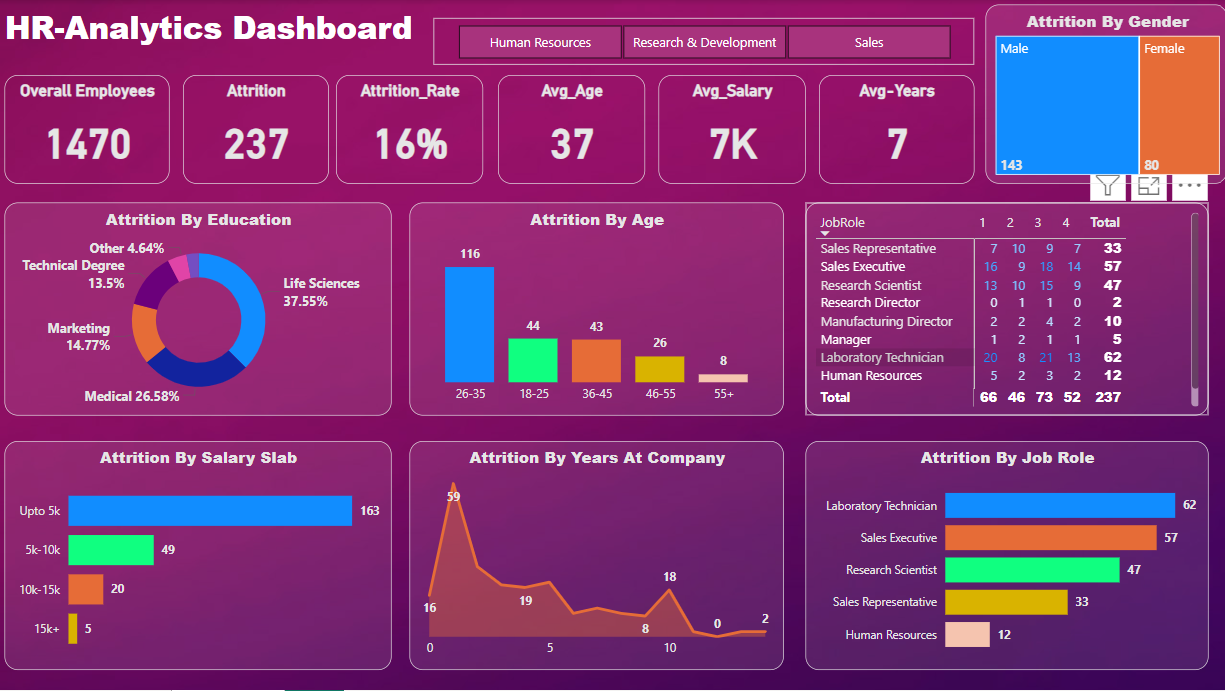 HR-Analytics Dashboard
Human Resources
Research & Development
Sales
Overall Employees
1470
Attrition
237
Attrition_Rate
16%
Avg_Age
37
Avg_Salary
7K
Avg-Years
7
Attrition By Gender
Male
Female
143
80
Attrition By Education
Other 4.64%
Technical Degree
13.5%
Marketing
14.77%
Medical 26.58%
Life Sciences
37.55%
Attrition By Age
116
44
43
26
8
26-35
18-25
36-45
46-55
55+
JobRole 1 2 3 4 Total
Sales Representative 7 10 9 7 33
Sales Executive 16 9 18 14 57
Research Scientist 13 10 15 9 47
Research Director 0 1 1 0 2
Manufacturing Director 2 2 4 2 10
Manager 1 2 1 1 5
Laboratory Technician 20 8 21 13 62
Human Resources 5 2 3 2 12
Total 66 46 73 52 237
Attrition By Salary Slab
Upto 5k 163
5k-10k 49
10k-15k 20
15k+ 5
Attrition By Years At Company
59
16
19
8
18
0
2
0
5
10
Attrition By Job Role
Laboratory Technician 62
Sales Executive 57
Research Scientist 47
Sales Representative 33
Human Resources 12